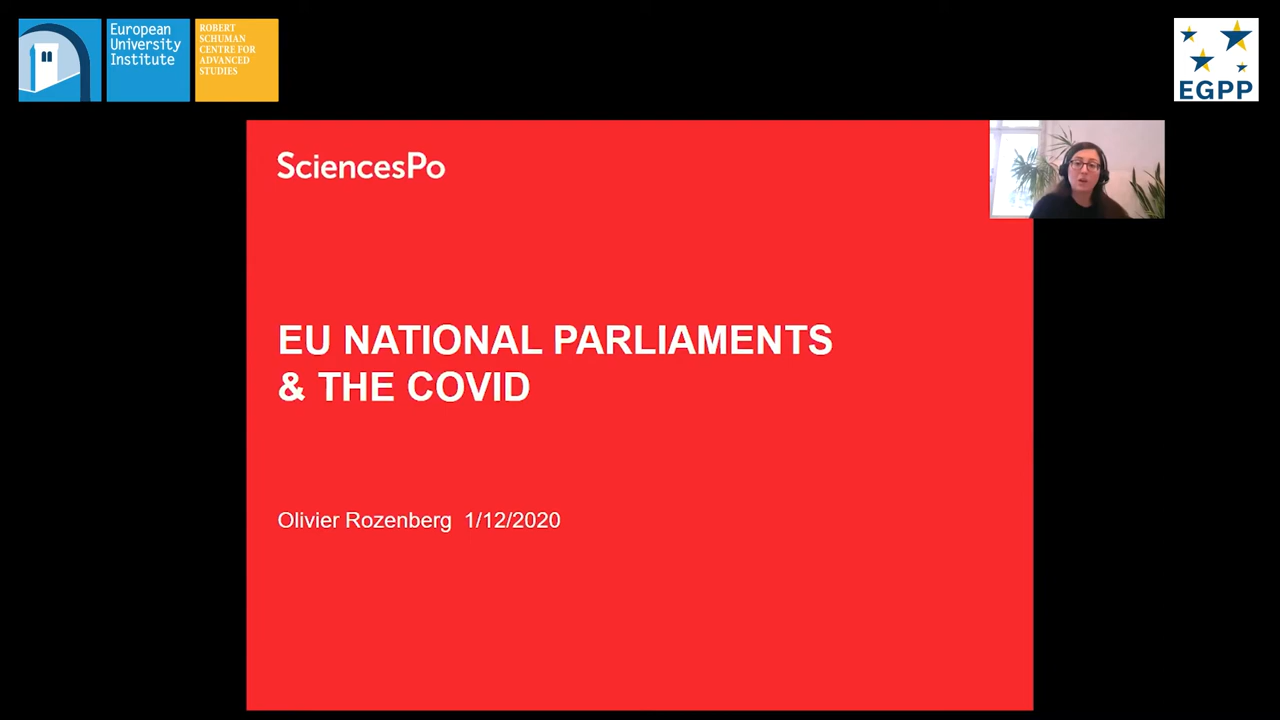 European
University
Institute
ROBERT
SCHUMAN
CENTRE FOR
ADVANCED
STUDIES
EGPP
SciencesPo
EU NATIONAL PARLIAMENTS
& THE COVID
Olivier Rozenberg 1/12/2020